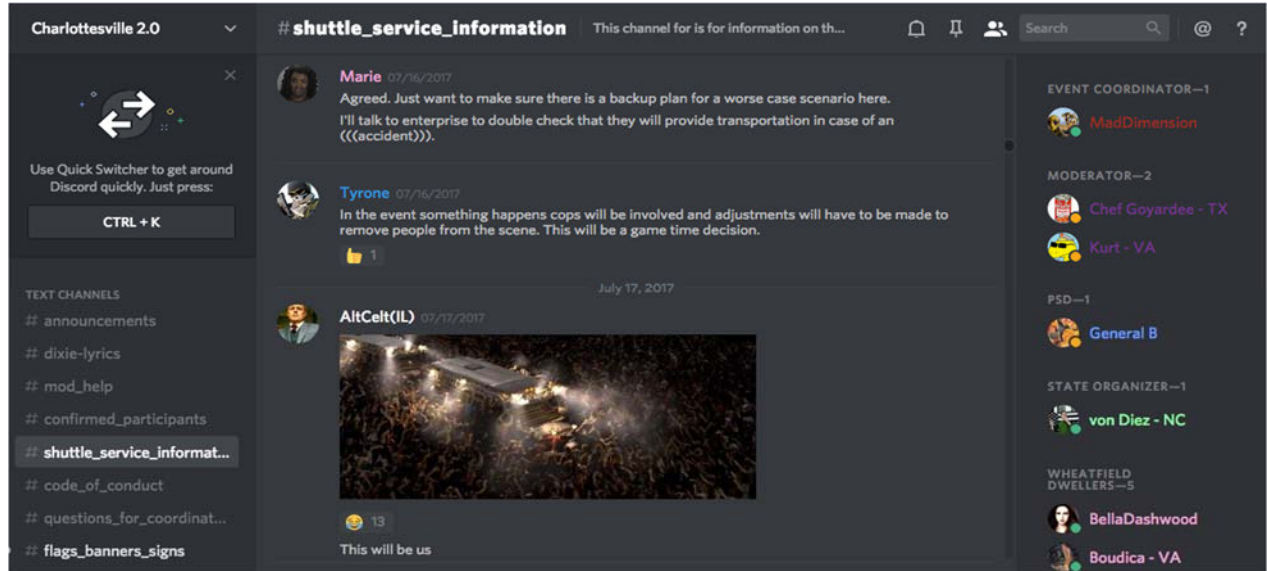 Charlottesville 2.0
Use Quick Switcher to get around
Discord quickly. Just press:
CTRL + K
TEXT CHANNELS
# announcements
# dixie-lyrics
# mod_help
# confirmed_participants
# shuttle_service_informat...
# code_of_conduct
# questions_for_coordinat...
# flags_banners_signs
#shuttle_service_information This channel for is for information on th...
Search
@ ?
Marie 07/16/2017
Agreed. Just want to make sure there is a backup plan for a worse case scenario here.
I'll talk to enterprise to double check that they will provide transportation in case of an
(((accident))).
Tyrone 07/16/2017
In the event something happens cops will be involved and adjustments will have to be made to
remove people from the scene. This will be a game time decision.
1
July 17, 2017
AltCelt(IL) 07/17/2017
13
This will be us
EVENT COORDINATOR—1
MadDimension
MODERATOR—2
Chef Goyardee - TX
Kurt - VA
PSD—1
General B
STATE ORGANIZER—1
von Diez - NC
WHEATFIELD
DWELLERS—5
BellaDashwood
Boudica - VA